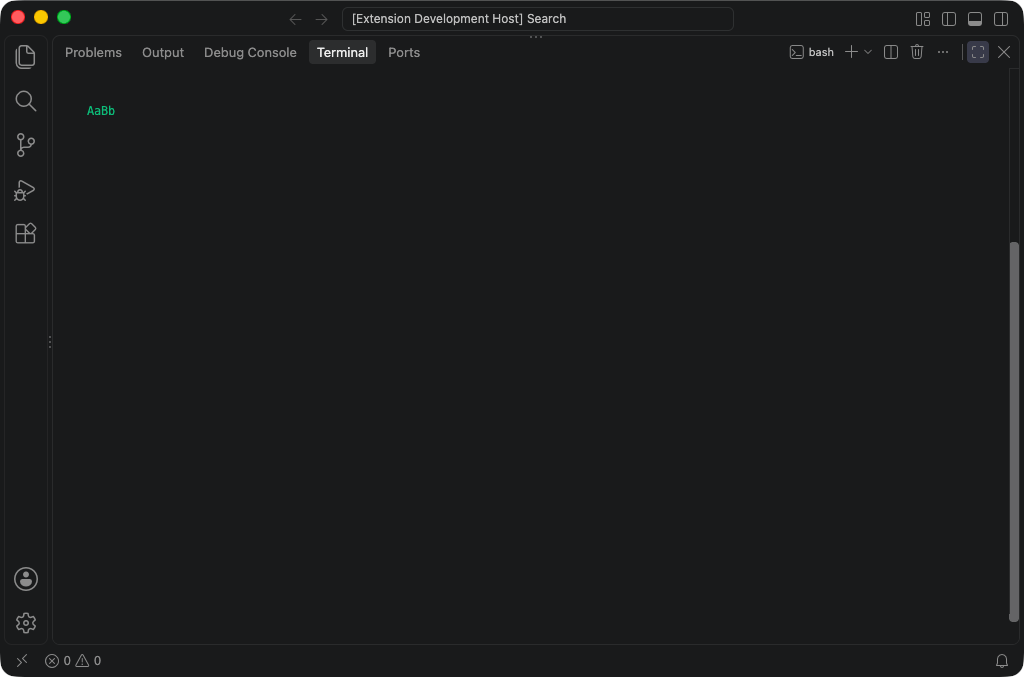 [Extension Development Host] Search
Problems Output Debug Console Terminal Ports bash
AaBb
0 0